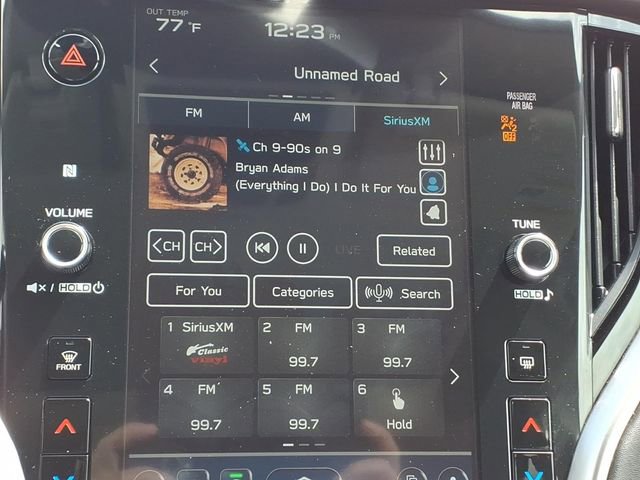 OUT TEMP
77°F
12:23 PM
Unnamed Road
PASSENGER
AIR BAG
2
OFF
FM AM SiriusXM
Ch 9-90s on 9
Bryan Adams
(Everything I Do) I Do It For You
N
VOLUME
TUNE
<CH CH> LIVE Related
/ HOLD
HOLD
For You Categories Search
1 SiriusXM 2 FM 3 FM
Classic
vinyl
99.7 99.7
FRONT
4 FM 5 FM 6
99.7 99.7 Hold